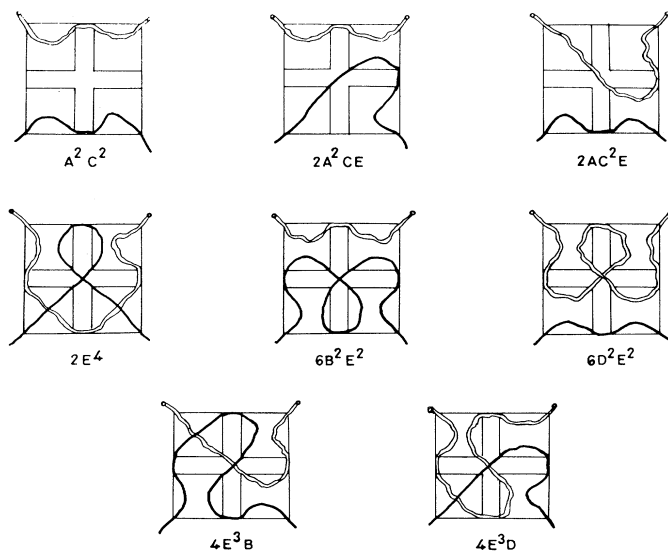 A² C² 2A² CE 2AC² E
2E⁴ 6B² E² 6D² E²
4E³ B 4E³ D